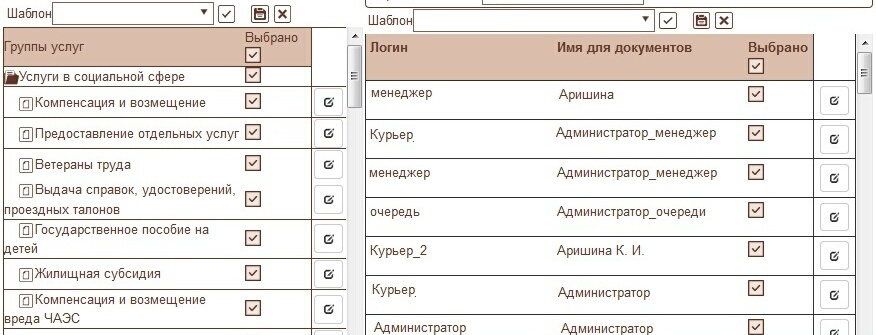 Шаблон
Группы услуг
Выбрано
Услуги в социальной сфере
Компенсация и возмещение
Предоставление отдельных услуг
Ветераны труда
Выдача справок, удостоверений,
проездных талонов
Государственное пособие на
детей
Жилищная субсидия
Компенсация и возмещение
вреда ЧАЭС
Шаблон
Логин Имя для документов Выбрано
менеджер Аришина
Курьер. Администратор_менеджер
менеджер Администратор_менеджер
очередь Администратор_очереди
Курьер_2 Аришина К. И.
Курьер. Администратор
Администратор Администратор